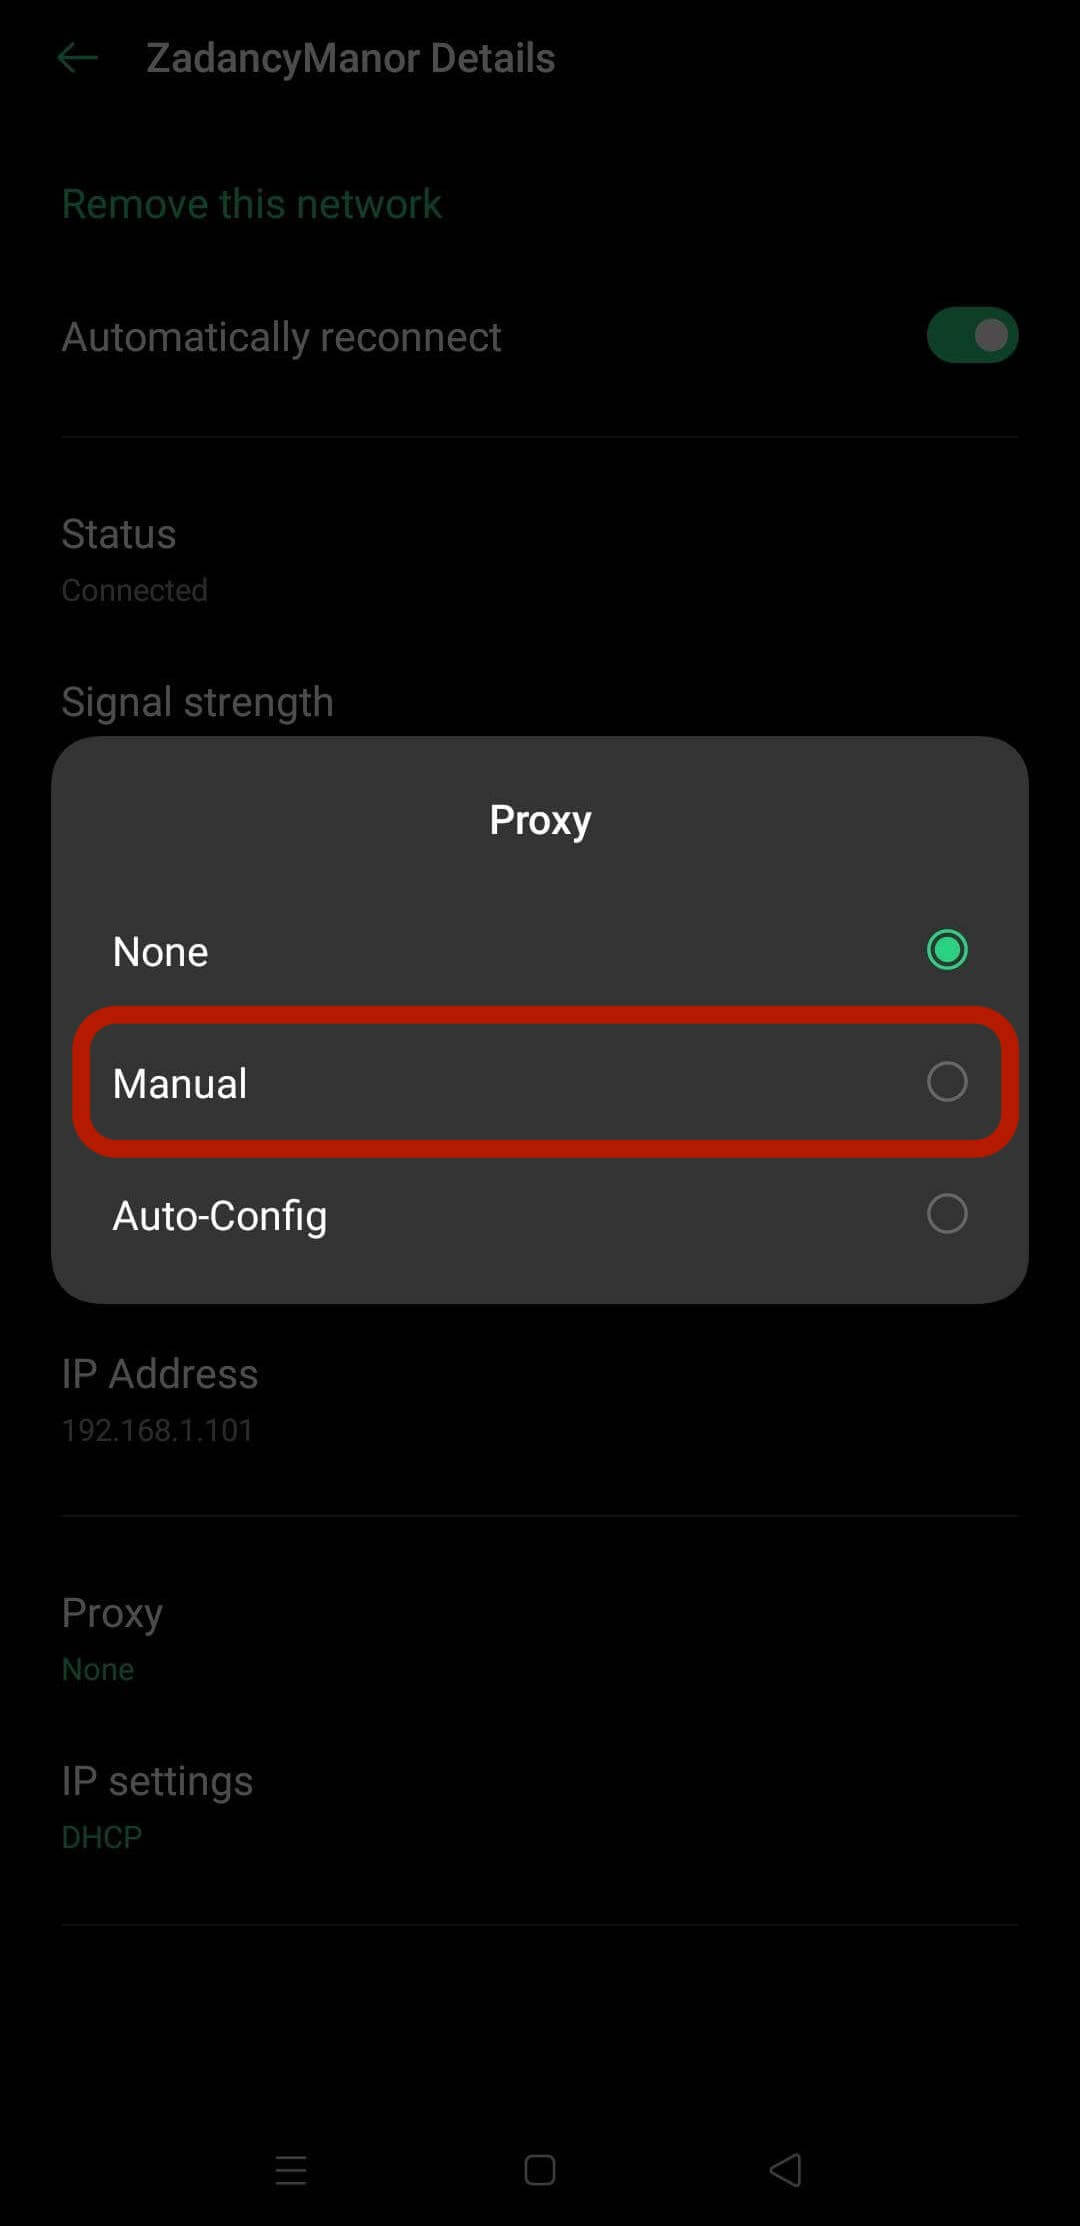 ZadancyManor Details
Remove this network
Automatically reconnect
Status
Connected
Signal strength
Proxy
None
Manual
Auto-Config
IP Address
192.168.1.101
Proxy
None
IP settings
DHCP